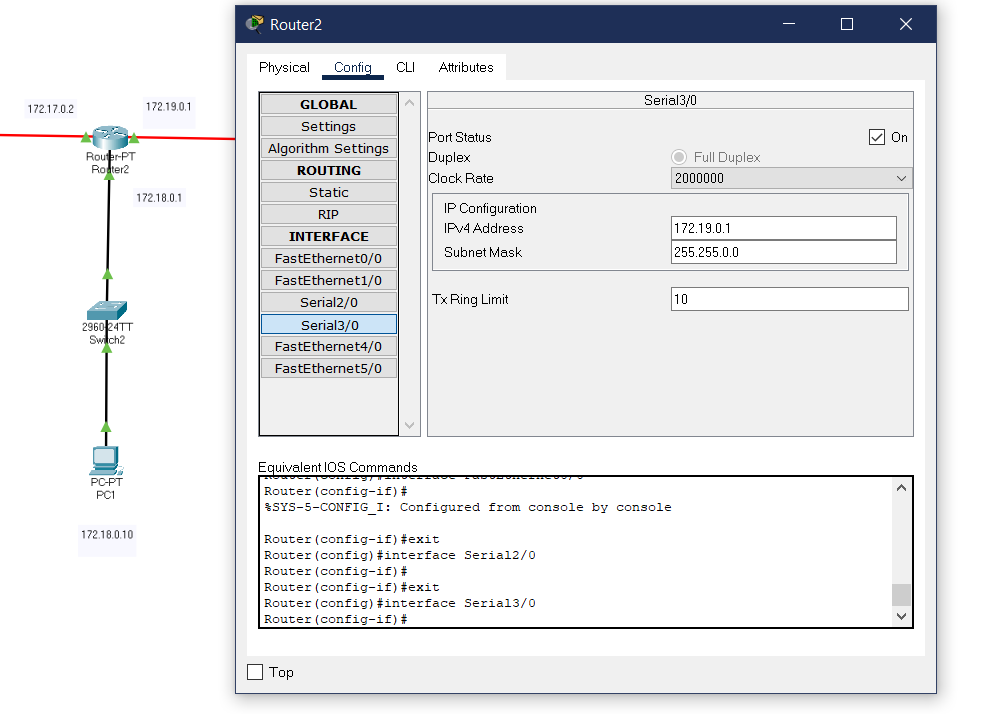 Router2
Physical Config CLI Attributes
172.17.0.2
172.19.0.1
Router-PT
Router2
172.18.0.1
2960-24TT
Switch2
PC-PT
PC1
172.18.0.10
GLOBAL
Settings
Algorithm Settings
ROUTING
Static
RIP
INTERFACE
FastEthernet0/0
FastEthernet1/0
Serial2/0
Serial3/0
FastEthernet4/0
FastEthernet5/0
Serial3/0
Port Status On
Duplex Full Duplex
Clock Rate 2000000
IP Configuration
IPv4 Address 172.19.0.1
Subnet Mask 255.255.0.0
Tx Ring Limit 10
Equivalent IOS Commands
Router(config)#interface FastEthernet0/0
Router(config-if)#
%SYS-5-CONFIG_I: Configured from console by console
Router(config-if)#exit
Router(config)#interface Serial2/0
Router(config-if)#
Router(config-if)#exit
Router(config)#interface Serial3/0
Router(config-if)#
Top